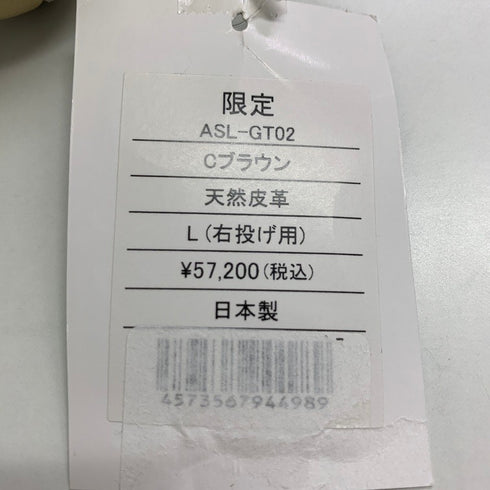 限定
ASL-GT02
Cブラウン
天然皮革
L(右投げ用)
¥57,200(税込)
日本製
4573567944989